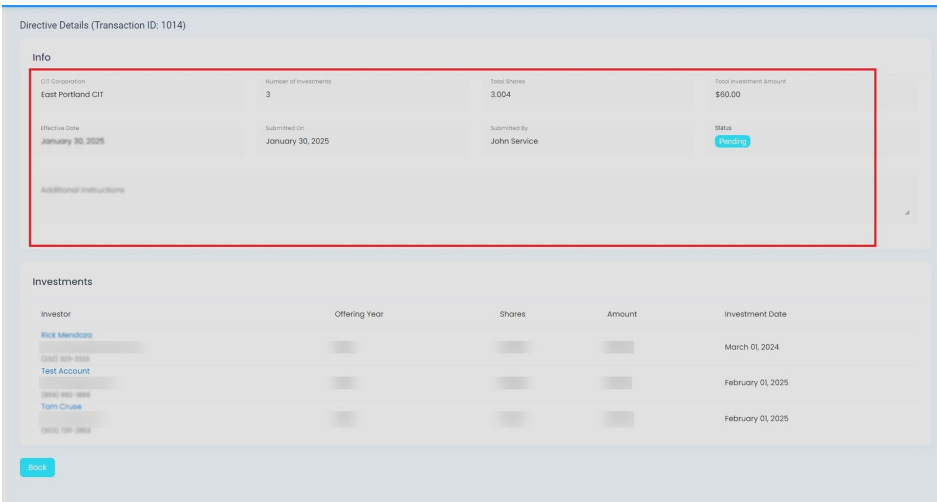 Directive Details (Transaction ID: 1014)
Info
CIT Corporation Number of Investments Total Shares Total Investment Amount
East Portland CIT 3 3.004 $60.00
Effective Date Submitted On Submitted By Status
January 30, 2025 January 30, 2025 John Service Pending
Additional instructions
Investments
Investor Offering Year Shares Amount Investment Date
Rick Mendoza
March 01, 2024
Test Account
February 01, 2025
Tom Cruse
February 01, 2025
Back